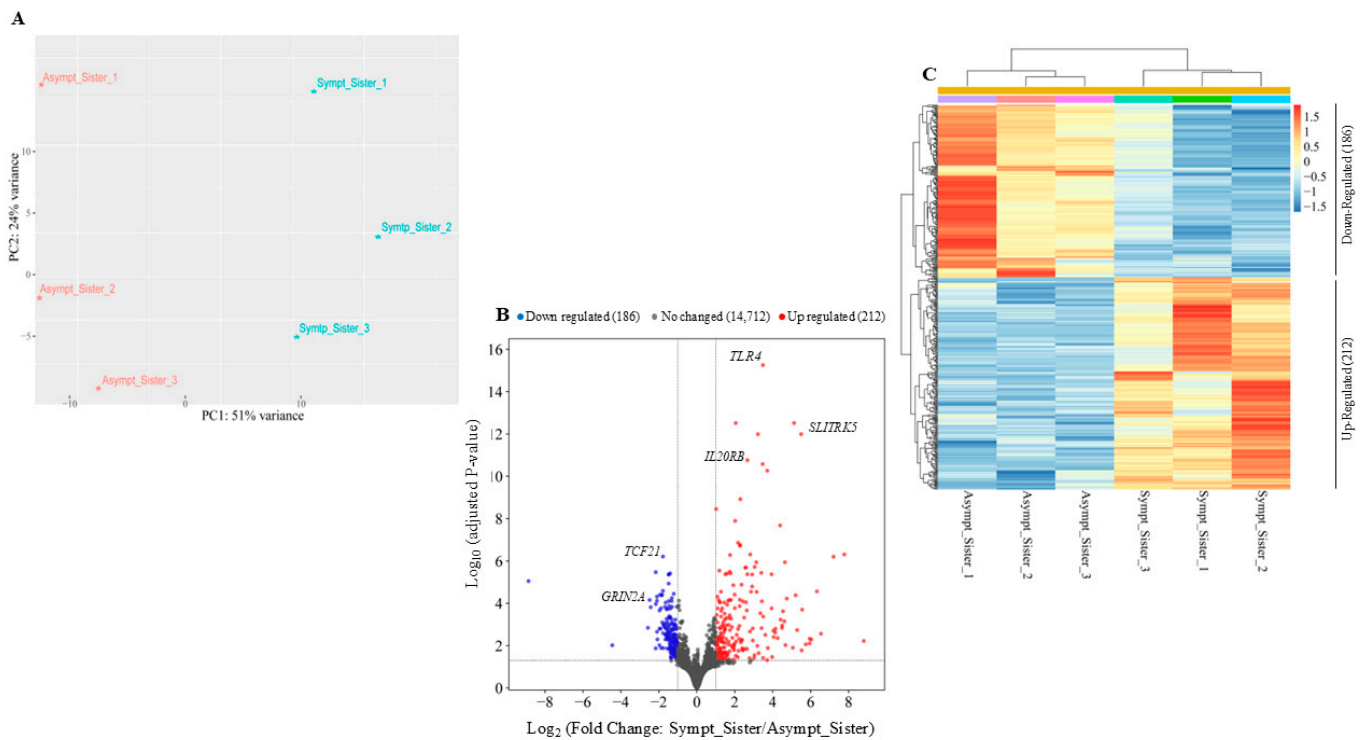 A
Asympt_Sister_1
Sympt_Sister_1
Symtp_Sister_2
Asympt_Sister_2
Symtp_Sister_3
Asympt_Sister_3
PC2: 24% variance
10
5
0
−5
−10
0
10
PC1: 51% variance
B
Down regulated (186)
No changed (14,712)
Up regulated (212)
TLR4
SLITRK5
IL20RB
TCF21
GRIN2A
Log10 (adjusted P-value)
16
14
12
10
8
6
4
2
0
−8
−6
−4
−2
0
2
4
6
8
Log2 (Fold Change: Sympt_Sister/Asympt_Sister)
C
1.5
1
0.5
0
−0.5
−1
−1.5
Down-Regulated (186)
Up-Regulated (212)
Asympt_Sister_1
Asympt_Sister_2
Asympt_Sister_3
Sympt_Sister_3
Sympt_Sister_1
Sympt_Sister_2